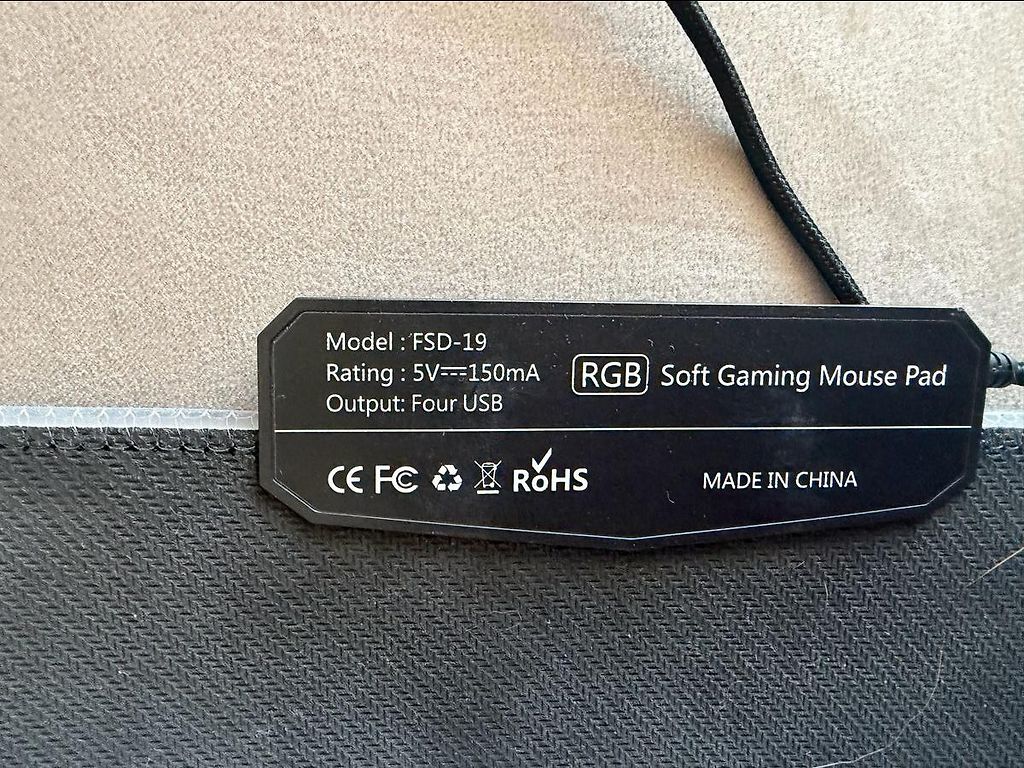 Model : FSD-19
Rating : 5V⎓150mA
Output: Four USB
RGB Soft Gaming Mouse Pad
CE FC RoHS
MADE IN CHINA